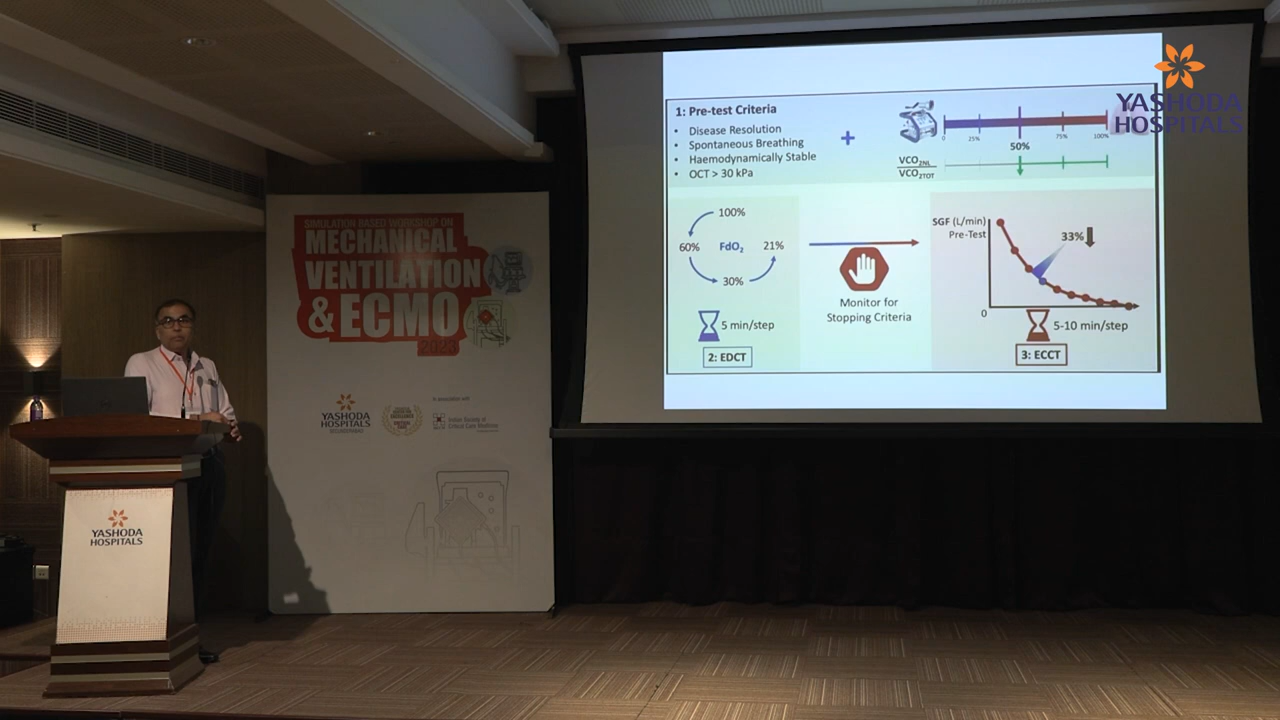 YASHODA
HOSPITALS
1: Pre-test Criteria
• Disease Resolution
• Spontaneous Breathing
• Haemodynamically Stable
• OCT > 30 kPa
+
0 25% 50% 75% 100%
VCO2NL
VCO2TOT
100%
60% FdO2 21%
30%
5 min/step
2: EDCT
Monitor for
Stopping Criteria
SGF (L/min)
Pre-Test
33%
0
5-10 min/step
3: ECCT
SIMULATION BASED WORKSHOP ON
MECHANICAL
VENTILATION
& ECMO
2023
YASHODA
HOSPITALS
In association with
Indian Society of
Critical Care Medicine
YASHODA
HOSPITALS